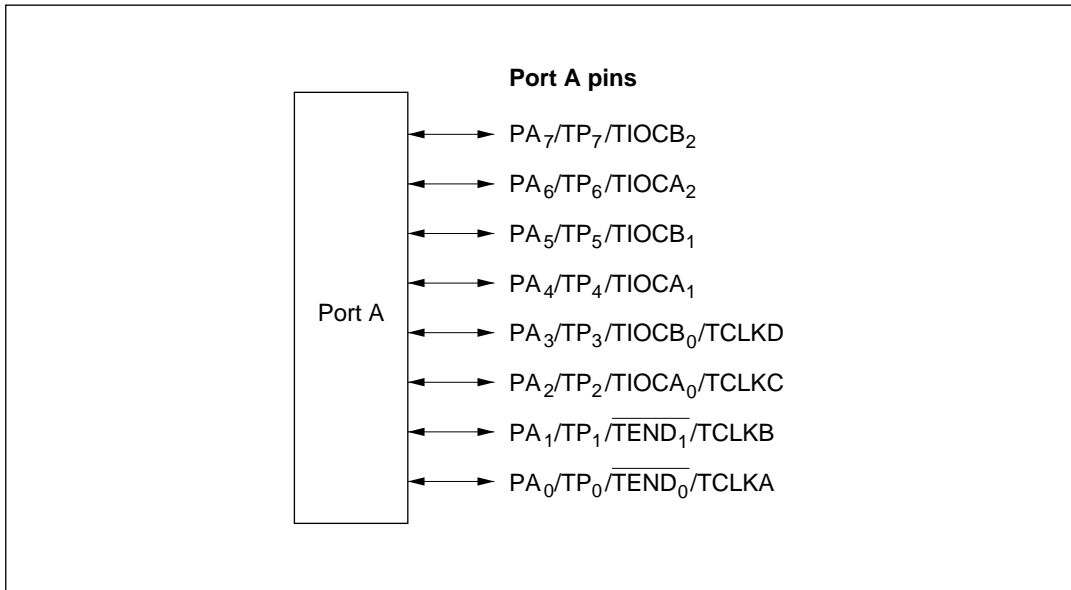 Port A pins
PA7/TP7/TIOCB2
PA6/TP6/TIOCA2
PA5/TP5/TIOCB1
PA4/TP4/TIOCA1
Port A
PA3/TP3/TIOCB0/TCLKD
PA2/TP2/TIOCA0/TCLKC
PA1/TP1/TEND1/TCLKB
PA0/TP0/TEND0/TCLKA